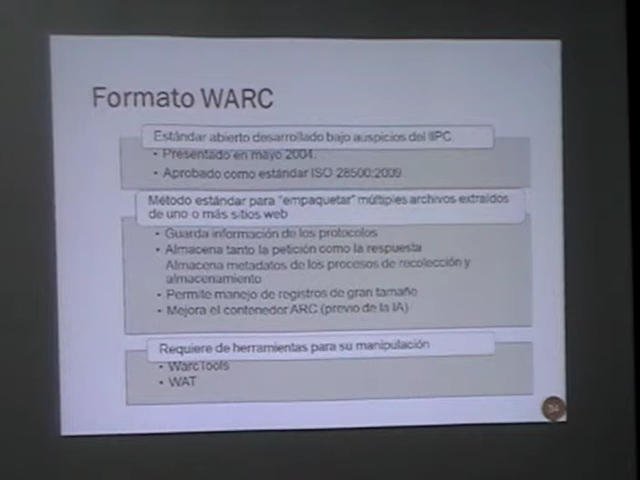 Formato WARC
Estándar abierto desarrollado bajo auspicios del IIPC.
• Presentado en mayo 2004.
• Aprobado como estándar ISO 28500:2009
Método estándar para "empaquetar" múltiples archivos extraídos
de uno o más sitios web
• Guarda información de los protocolos
• Almacena tanto la petición como la respuesta
Almacena metadatos de los procesos de recolección y
almacenamiento
• Permite manejo de registros de gran tamaño
• Mejora el contenedor ARC (previo de la IA)
Requiere de herramientas para su manipulación
• WarcTools
• WAT